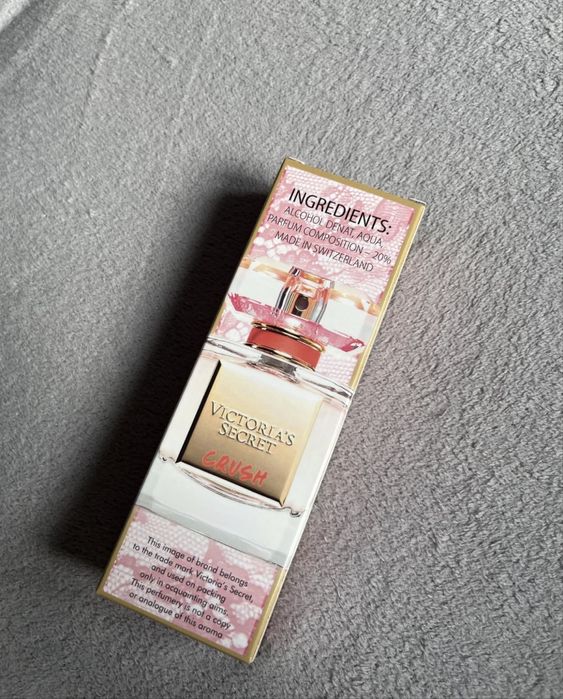 INGREDIENTS:
ALCOHOL DENAT, AQUA,
PARFUM COMPOSITION – 20%
MADE IN SWITZERLAND
VICTORIA'S
SECRET
CRUSH
This image of brand belongs
to the trade mark Victoria's Secret,
and used on packing
only in acquainting aims.
This perfumery is not a copy
or analogue of this aroma